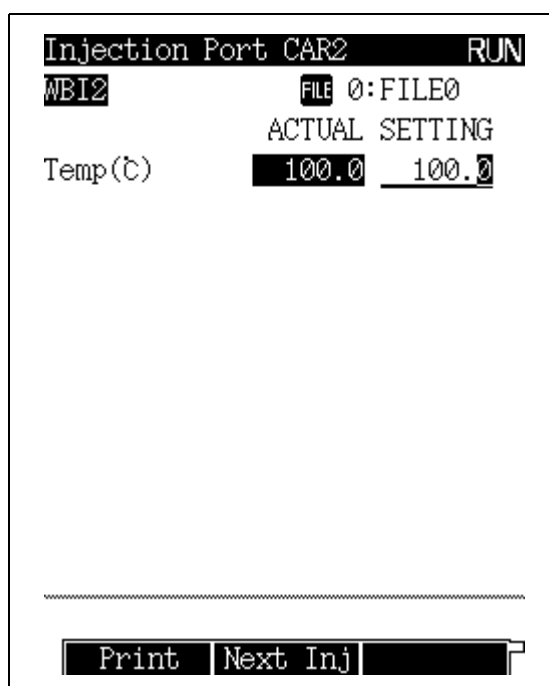 Injection Port CAR2 RUN
WBI2 FILE 0:FILE0
ACTUAL SETTING
Temp(℃) 100.0 100.0
Print Next Inj